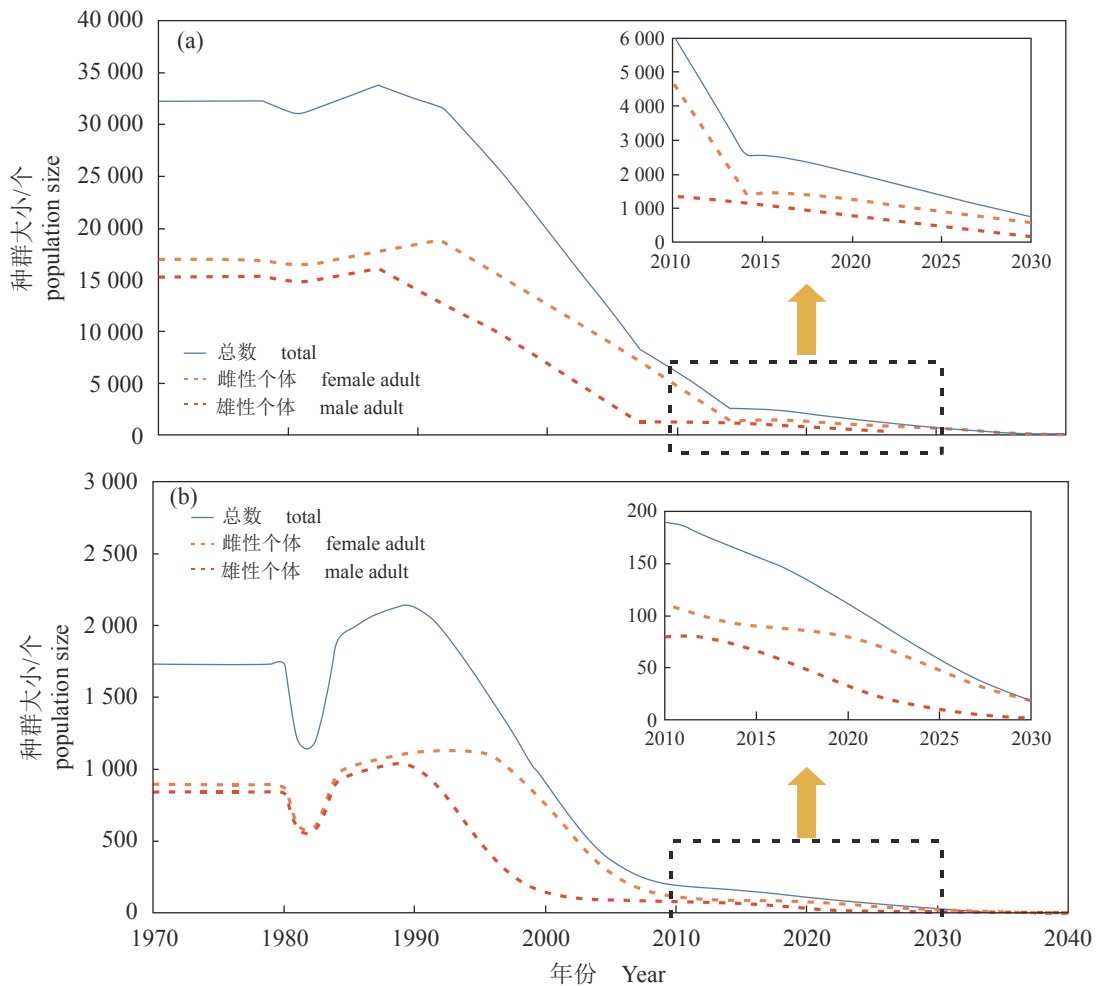 40 000
35 000
30 000
25 000
20 000
15 000
10 000
5 000
0
种群大小/个
population size
(a)
总数 total
雌性个体 female adult
雄性个体 male adult
6 000
5 000
4 000
3 000
2 000
1 000
0
2010 2015 2020 2025 2030
3 000
2 500
2 000
1 500
1 000
500
0
种群大小/个
population size
(b)
总数 total
雌性个体 female adult
雄性个体 male adult
200
150
100
50
0
2010 2015 2020 2025 2030
1970 1980 1990 2000 2010 2020 2030 2040
年份 Year